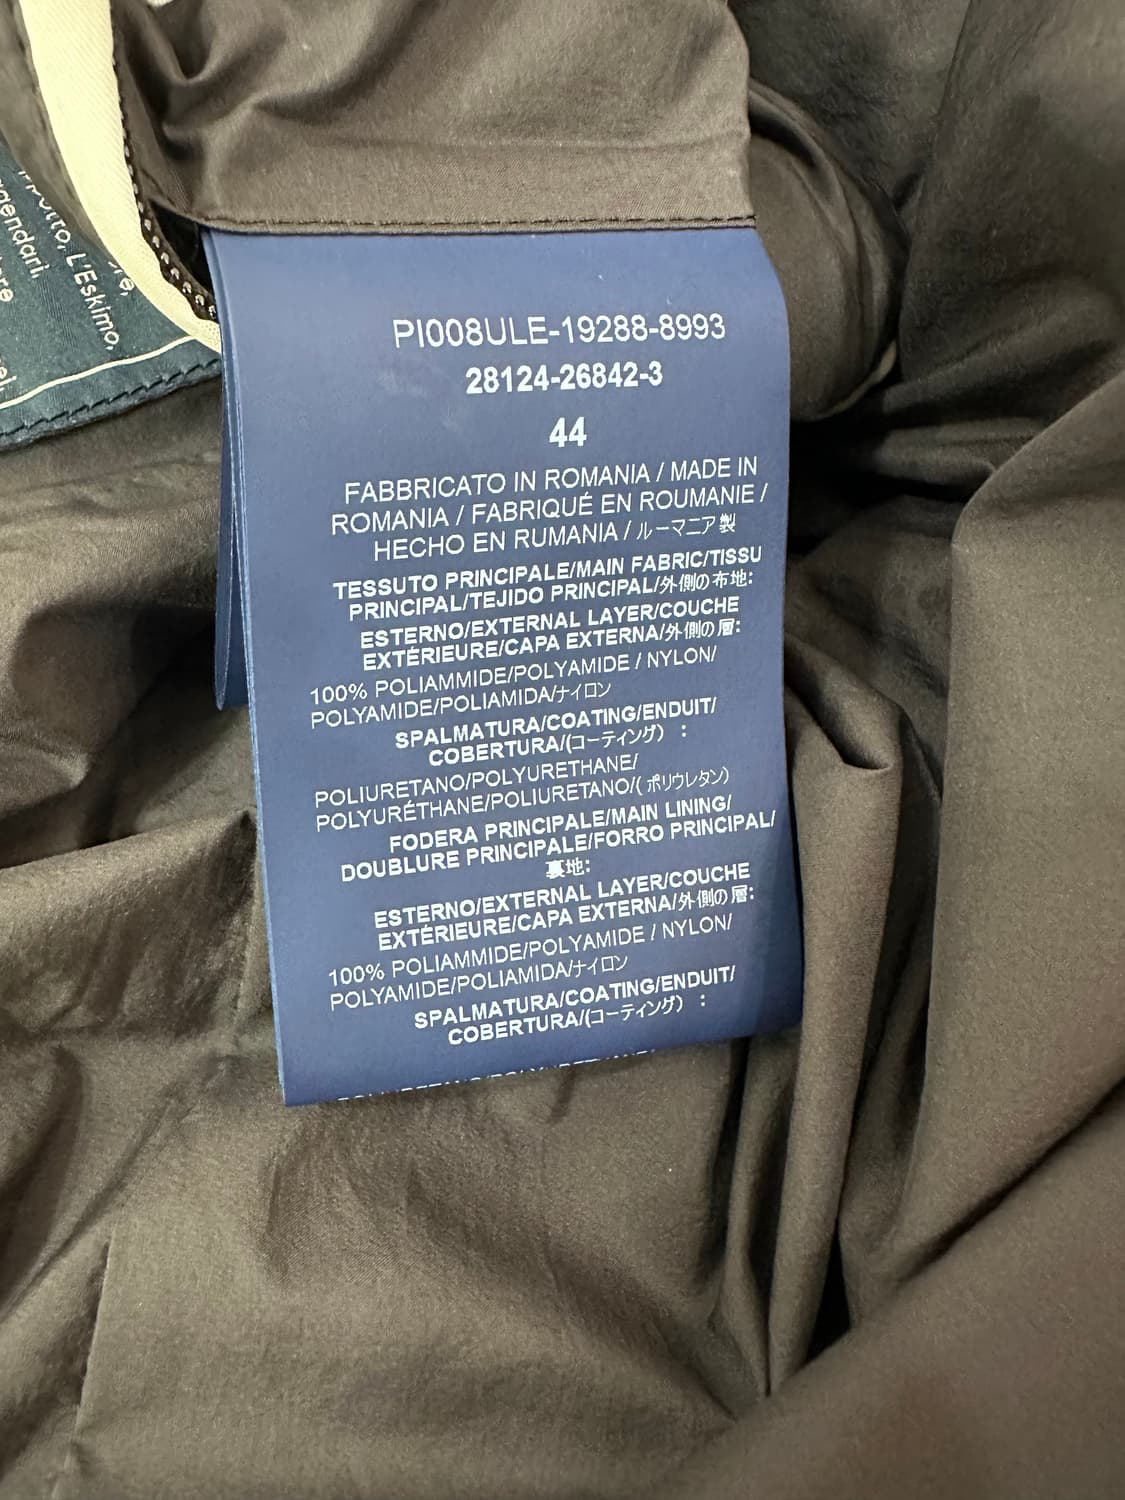 L'Eskimo,
PI008ULE-19288-8993
28124-26842-3
44
FABBRICATO IN ROMANIA / MADE IN
ROMANIA / FABRIQUÉ EN ROUMANIE /
HECHO EN RUMANIA / ルーマニア製
TESSUTO PRINCIPALE/MAIN FABRIC/TISSU
PRINCIPAL/TEJIDO PRINCIPAL/外側の布地:
ESTERNO/EXTERNAL LAYER/COUCHE
EXTÉRIEURE/CAPA EXTERNA/外側の層:
100% POLIAMMIDE/POLYAMIDE / NYLON/
POLYAMIDE/POLIAMIDA/ナイロン
SPALMATURA/COATING/ENDUIT/
COBERTURA/(コーティング) :
POLIURETANO/POLYURETHANE/
POLYURÉTHANE/POLIURETANO/( ポリウレタン)
FODERA PRINCIPALE/MAIN LINING/
DOUBLURE PRINCIPALE/FORRO PRINCIPAL/
裏地:
ESTERNO/EXTERNAL LAYER/COUCHE
EXTÉRIEURE/CAPA EXTERNA/外側の層:
100% POLIAMMIDE/POLYAMIDE / NYLON/
POLYAMIDE/POLIAMIDA/ナイロン
SPALMATURA/COATING/ENDUIT/
COBERTURA/(コーティング) :